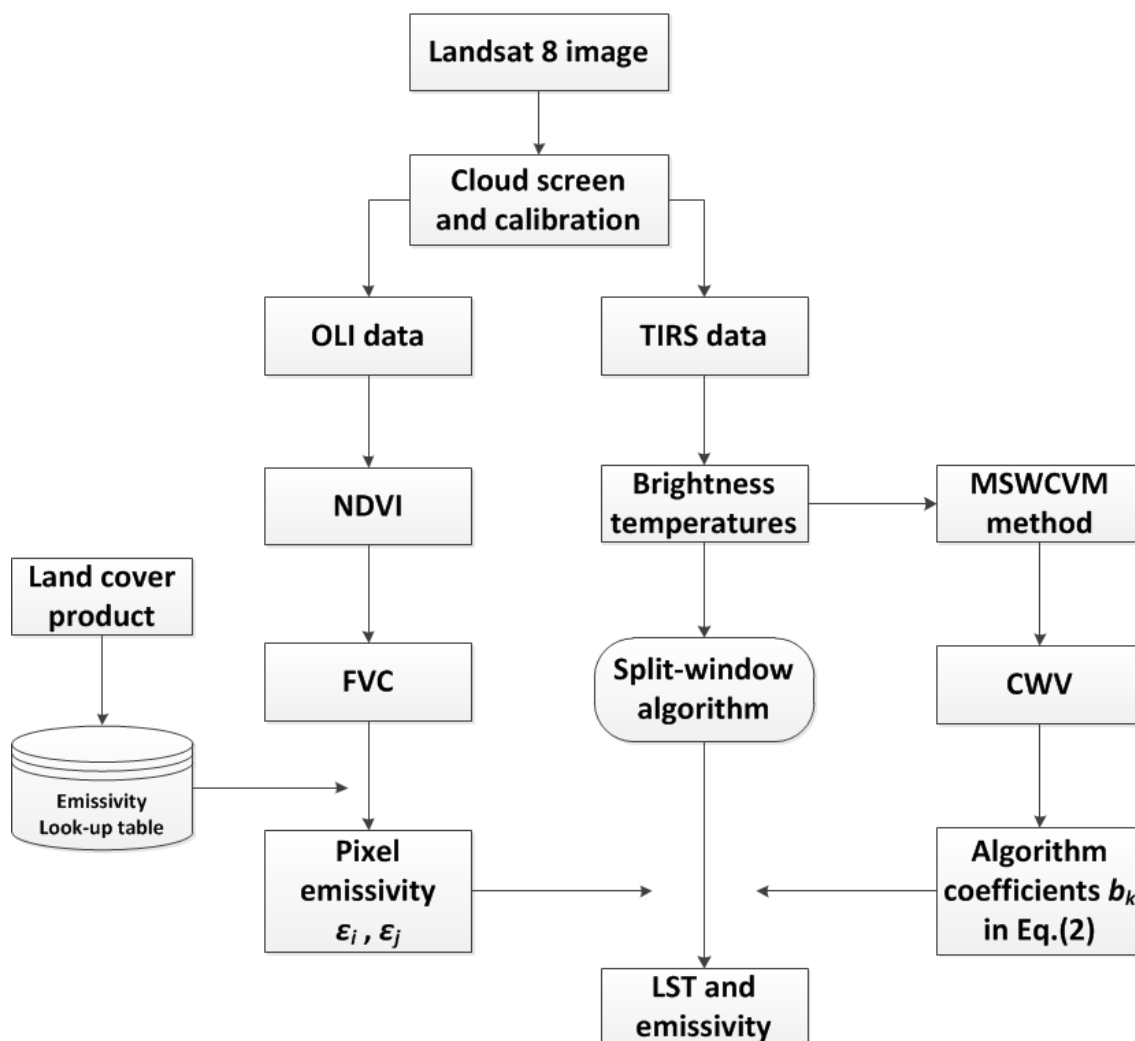 Landsat 8 image
Cloud screen
and calibration
OLI data
TIRS data
NDVI
Brightness
temperatures
MSWCVM
method
Land cover
product
FVC
Split-window
algorithm
CWV
Emissivity
Look-up table
Pixel
emissivity
εi , εj
Algorithm
coefficients bk
in Eq.(2)
LST and
emissivity